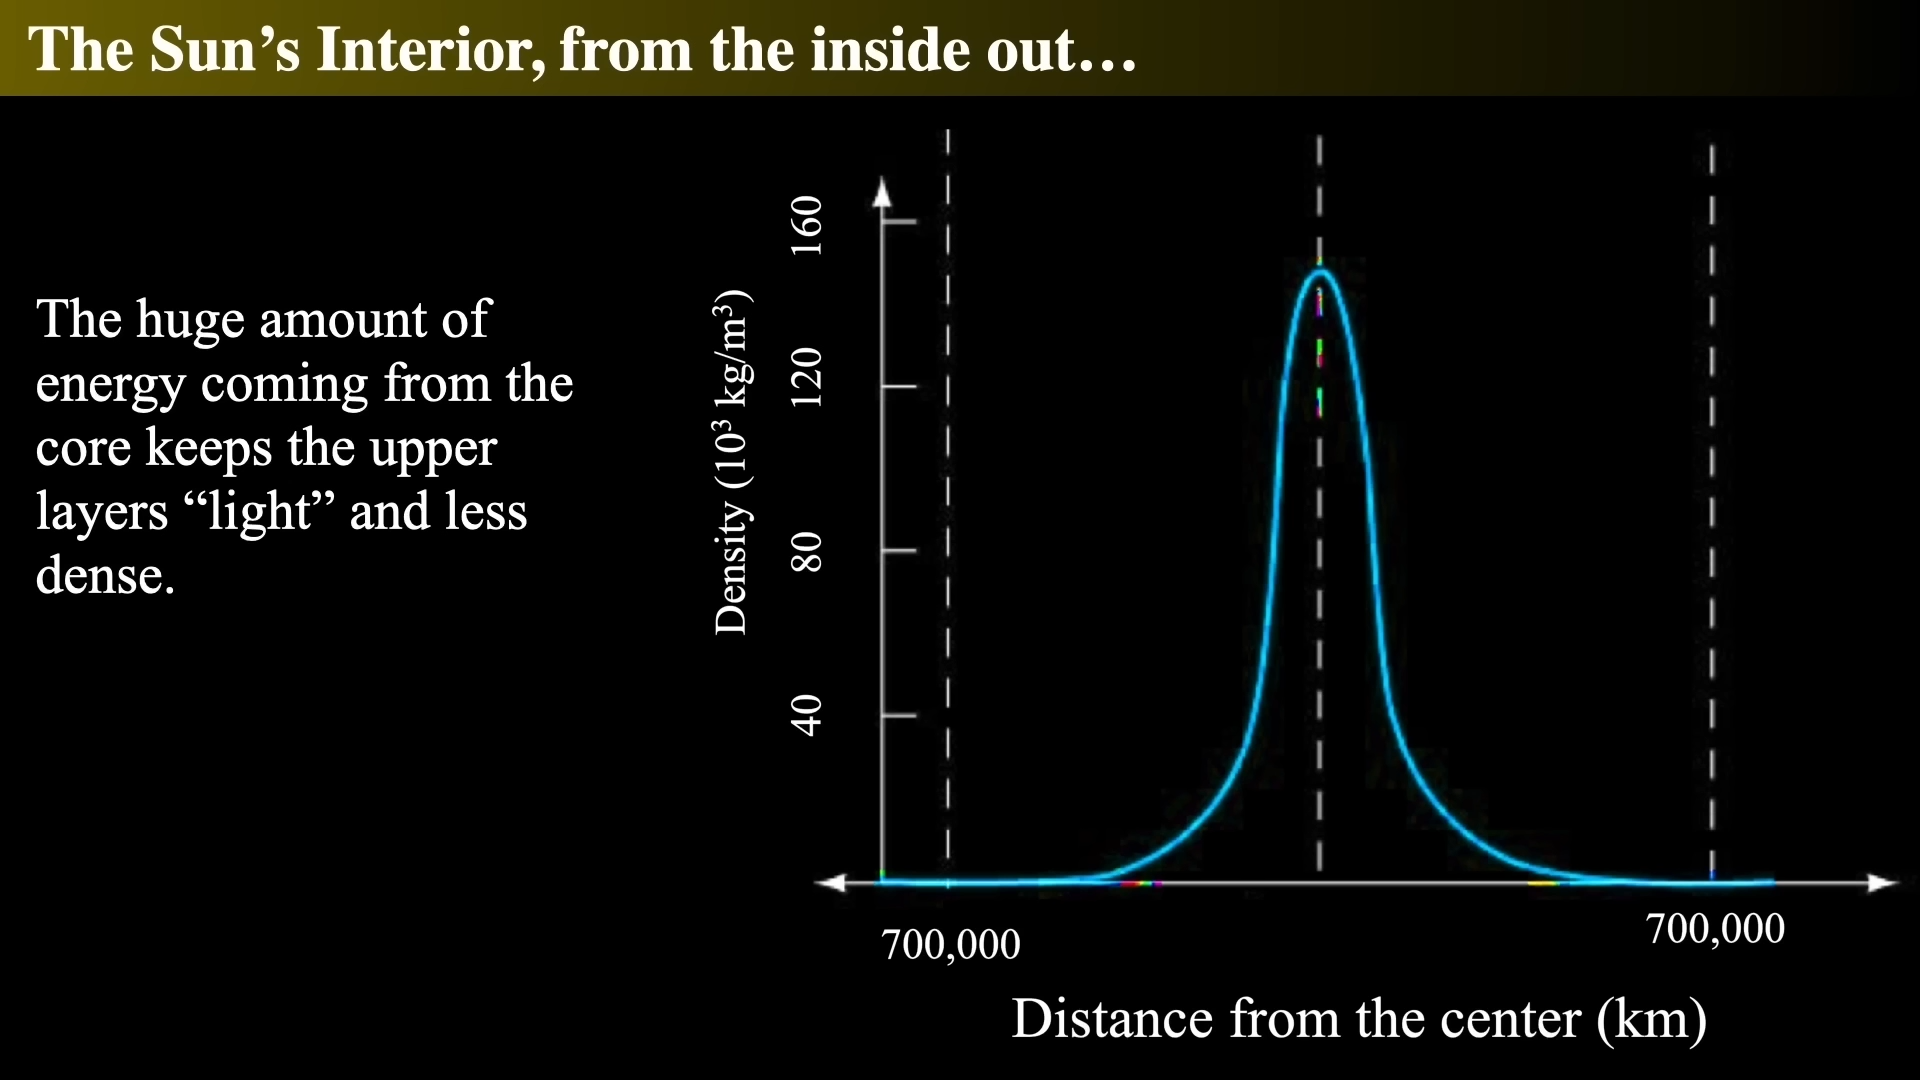 The Sun’s Interior, from the inside out…
The huge amount of
energy coming from the
core keeps the upper
layers “light” and less
dense.
Density (10³ kg/m³)
160
120
80
40
700,000
700,000
Distance from the center (km)